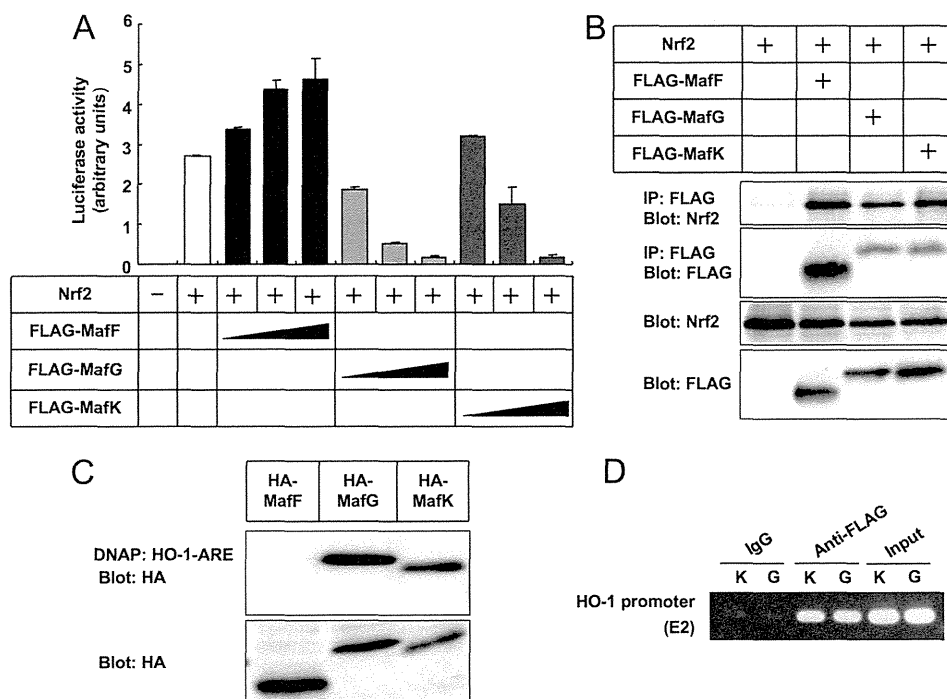 A
Luciferase activity
(arbitrary units)
6
5
4
3
2
1
0
Nrf2 − + + + + + + + + + +
FLAG-MafF
FLAG-MafG
FLAG-MafK
B
Nrf2 + + + +
FLAG-MafF +
FLAG-MafG +
FLAG-MafK +
IP: FLAG
Blot: Nrf2
IP: FLAG
Blot: FLAG
Blot: Nrf2
Blot: FLAG
C
HA-MafF HA-MafG HA-MafK
DNAP: HO-1-ARE
Blot: HA
Blot: HA
D
IgG Anti-FLAG Input
K G K G K G
HO-1 promoter
(E2)